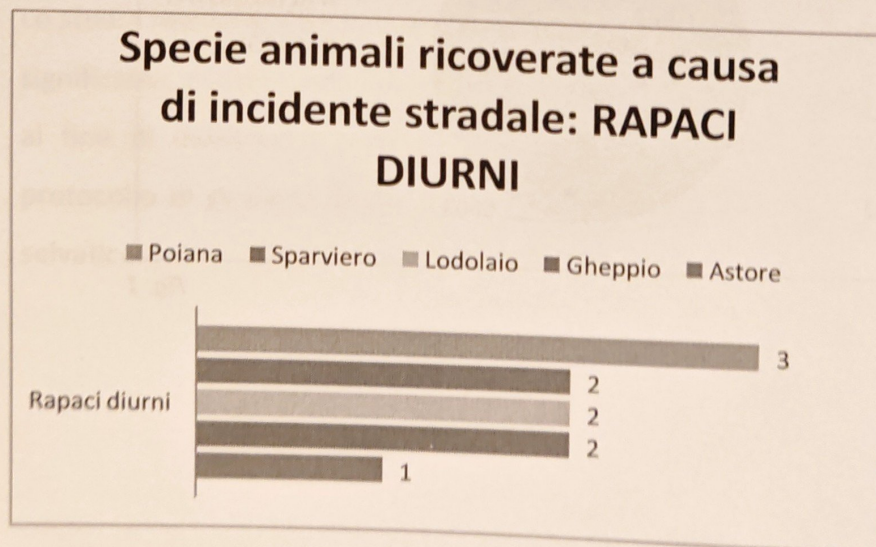 Specie animali ricoverate a causa
di incidente stradale: RAPACI
DIURNI
Poiana Sparviero Lodolaio Gheppio Astore
3
2
Rapaci diurni
2
2
1